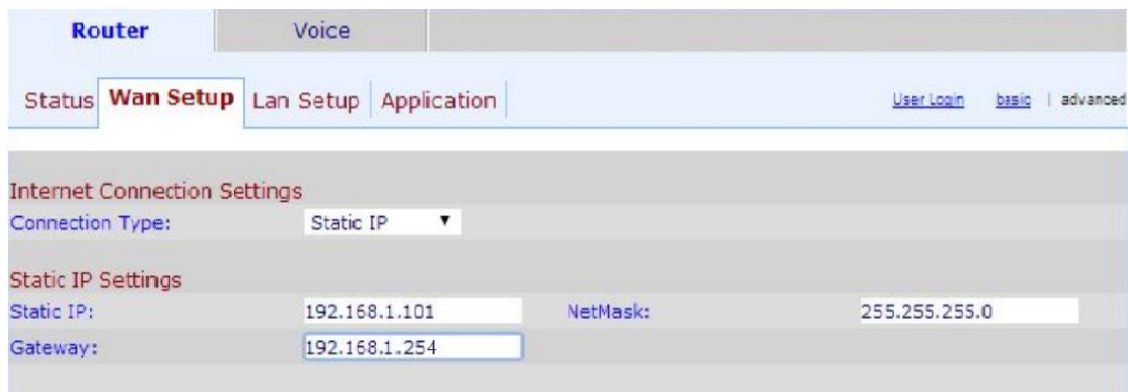 Router Voice
Status Wan Setup Lan Setup Application User Login basic | advanced
Internet Connection Settings
Connection Type: Static IP
Static IP Settings
Static IP: 192.168.1.101 NetMask: 255.255.255.0
Gateway: 192.168.1.254